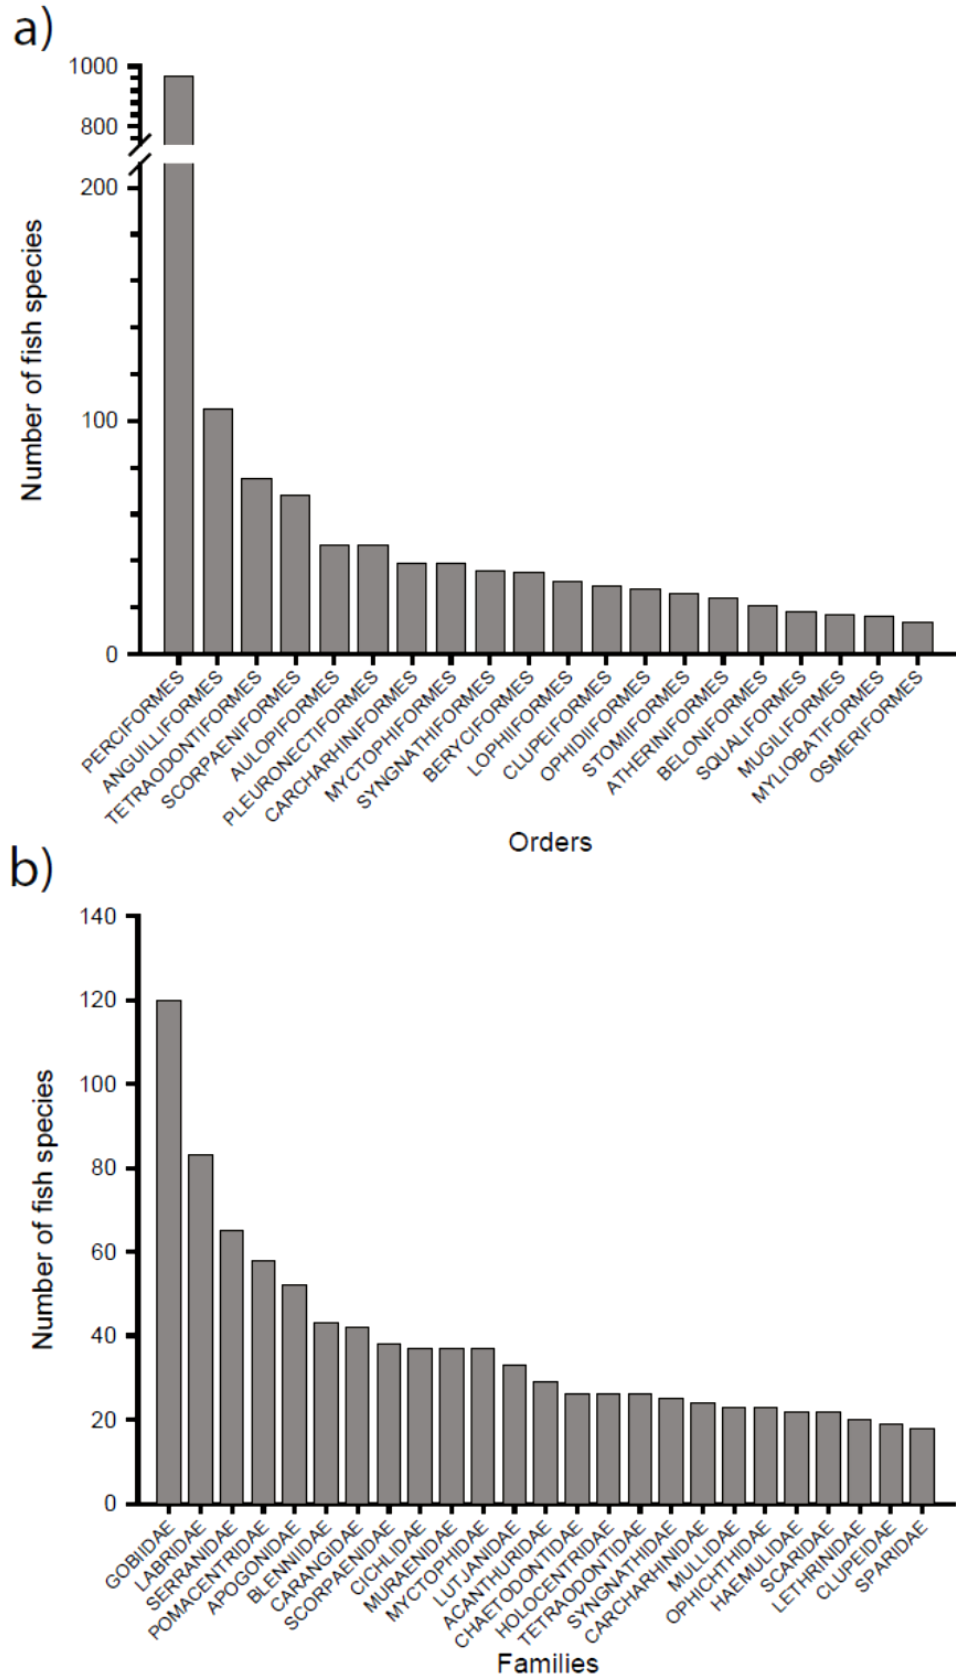 a)
1000
800
200
100
0
Number of fish species
PERCIFORMES
ANGUILLIFORMES
TETRAODONTIFORMES
SCORPAENIFORMES
AULOPIFORMES
PLEURONECTIFORMES
CARCHARHINIFORMES
MYCTOPHIFORMES
SYNGNATHIFORMES
BERYCIFORMES
LOPHIIFORMES
CLUPEIFORMES
OPHIDIIFORMES
STOMIIFORMES
ATHERINIFORMES
BELONIFORMES
SQUALIFORMES
MUGILIFORMES
MYLIOBATIFORMES
OSMERIFORMES
Orders
b)
140
120
100
80
60
40
20
0
Number of fish species
GOBIIDAE
LABRIDAE
SERRANIDAE
POMACENTRIDAE
APOGONIDAE
BLENNIIDAE
CARANGIDAE
SCORPAENIDAE
CICHLIDAE
MURAENIDAE
MYCTOPHIDAE
LUTJANIDAE
ACANTHURIDAE
CHAETODONTIDAE
HOLOCENTRIDAE
TETRAODONTIDAE
SYNGNATHIDAE
CARCHARHINIDAE
MULLIDAE
OPHICHTHIDAE
HAEMULIDAE
SCARIDAE
LETHRINIDAE
CLUPEIDAE
SPARIDAE
Families